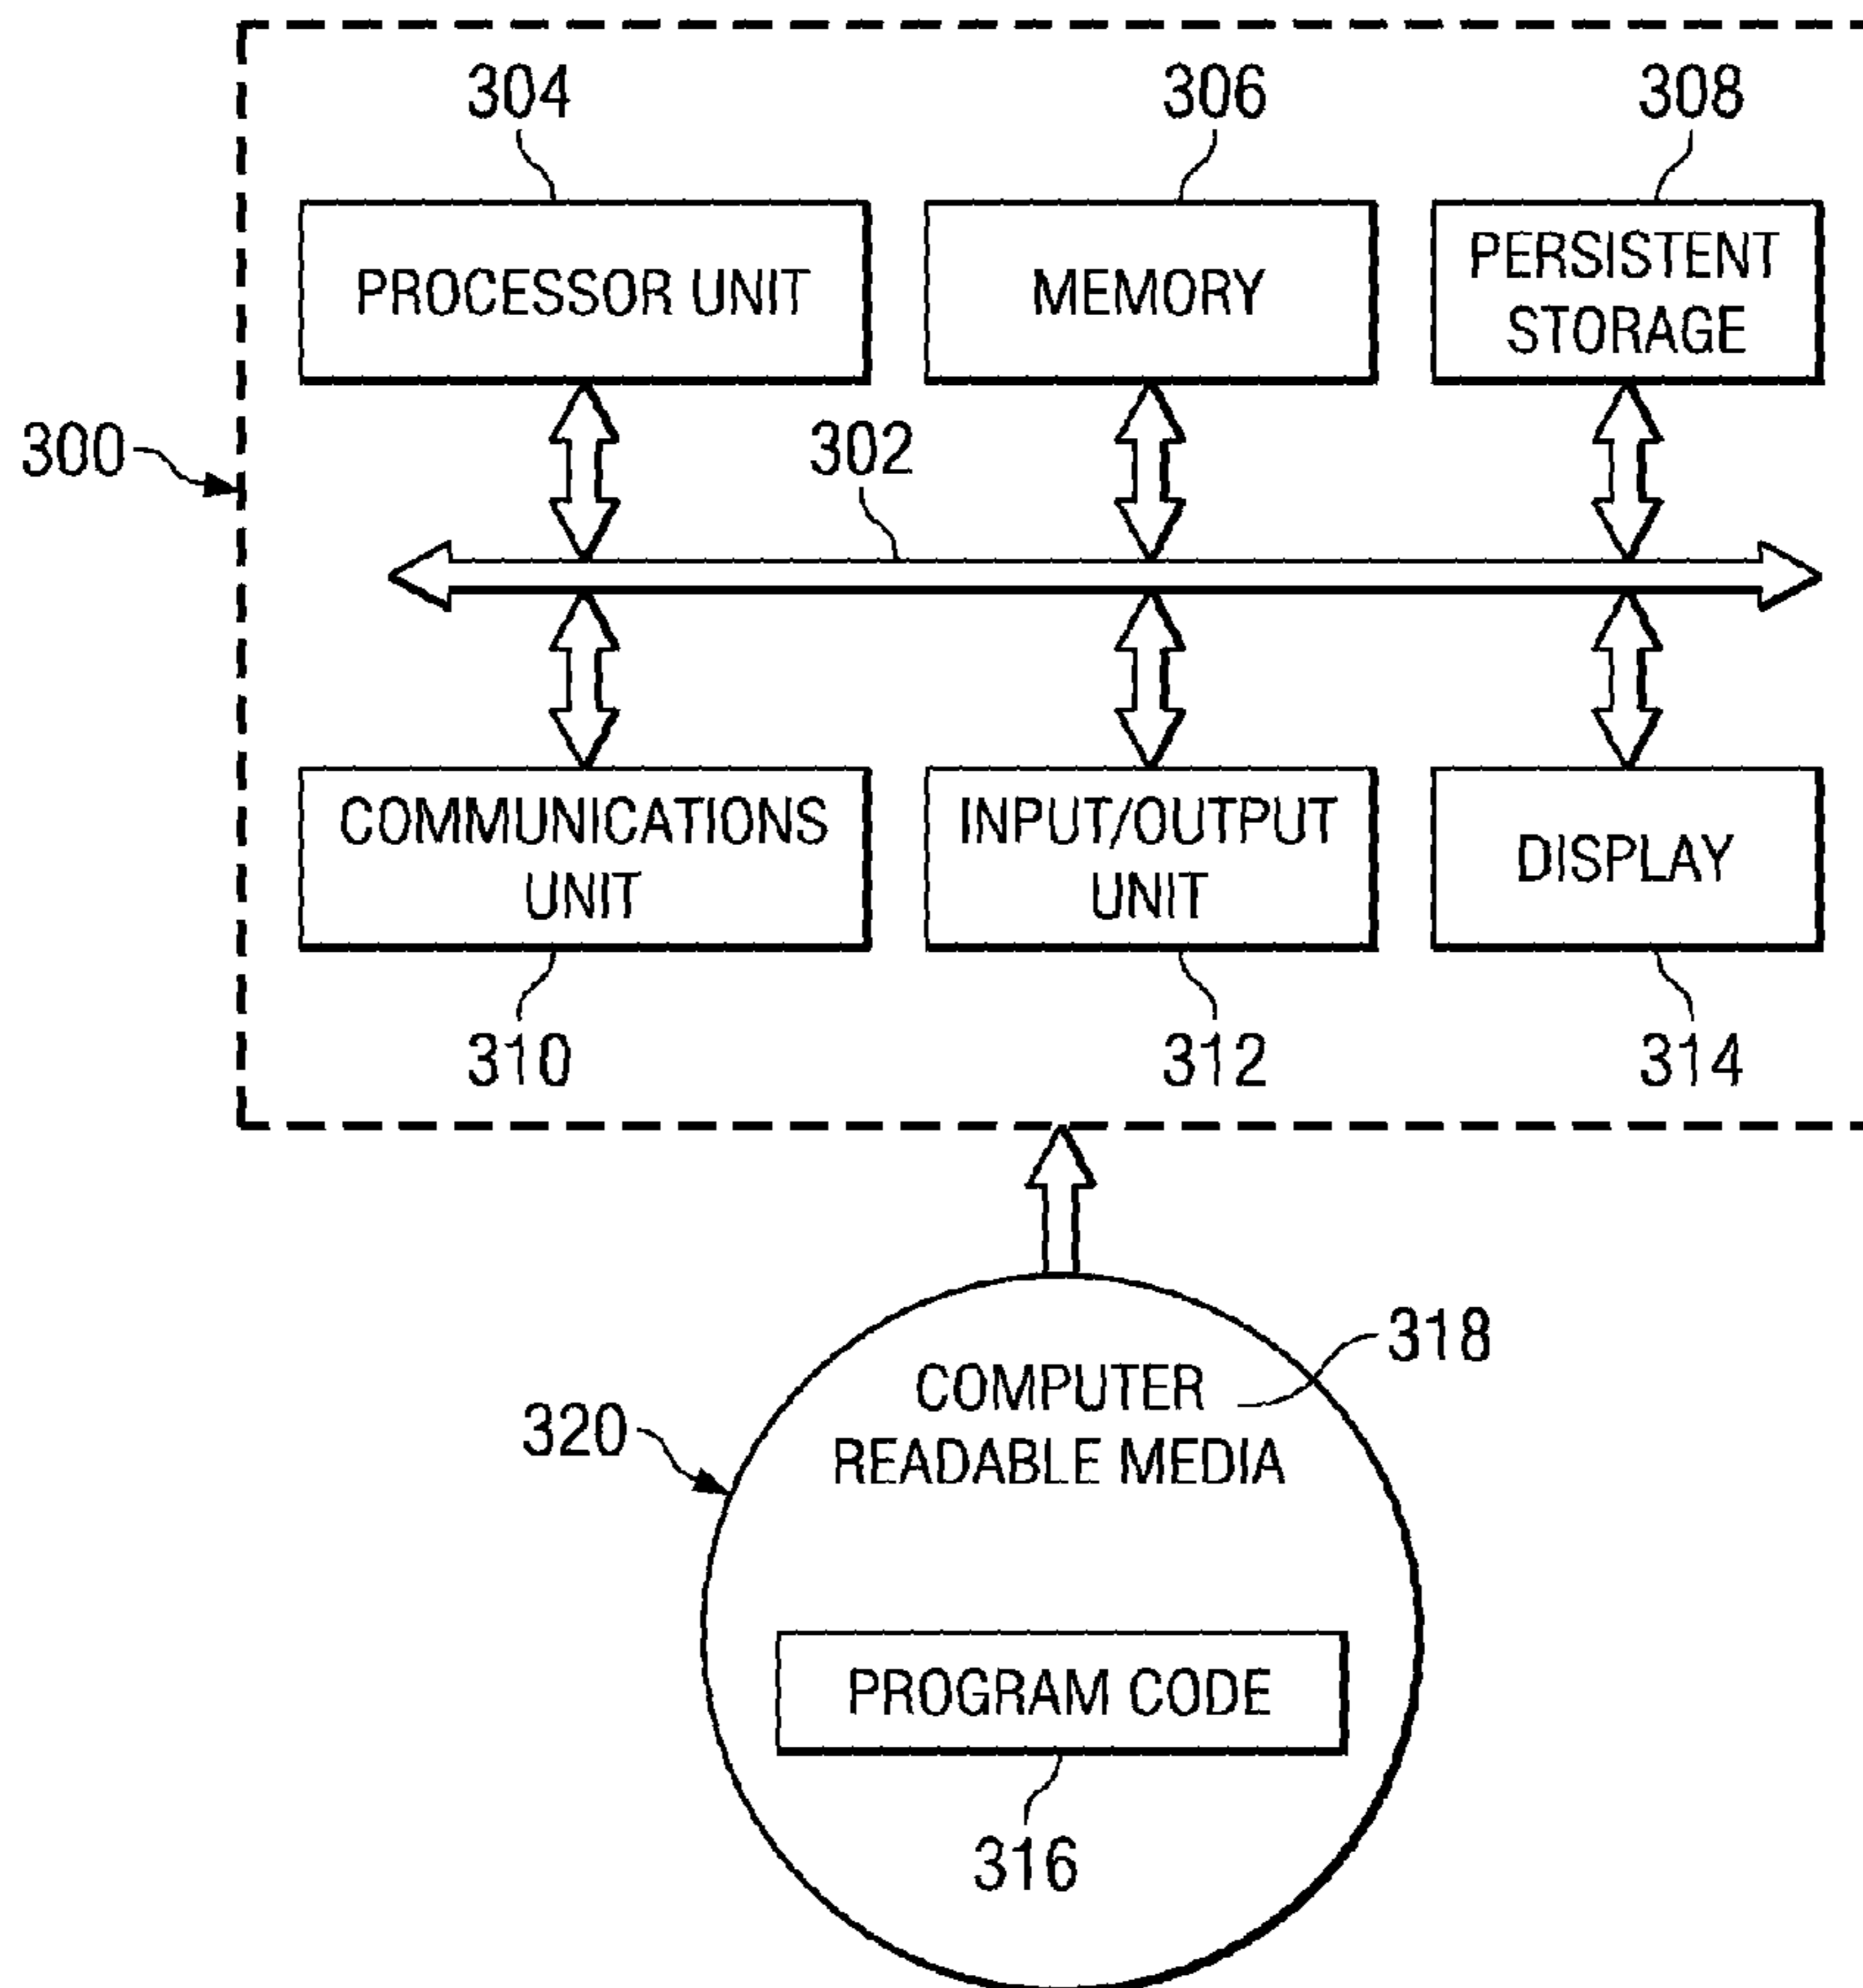 304
306
308
PROCESSOR UNIT
MEMORY
PERSISTENT
STORAGE
300
302
COMMUNICATIONS
UNIT
INPUT/OUTPUT
UNIT
DISPLAY
310
312
314
318
COMPUTER
READABLE MEDIA
320
PROGRAM CODE
316